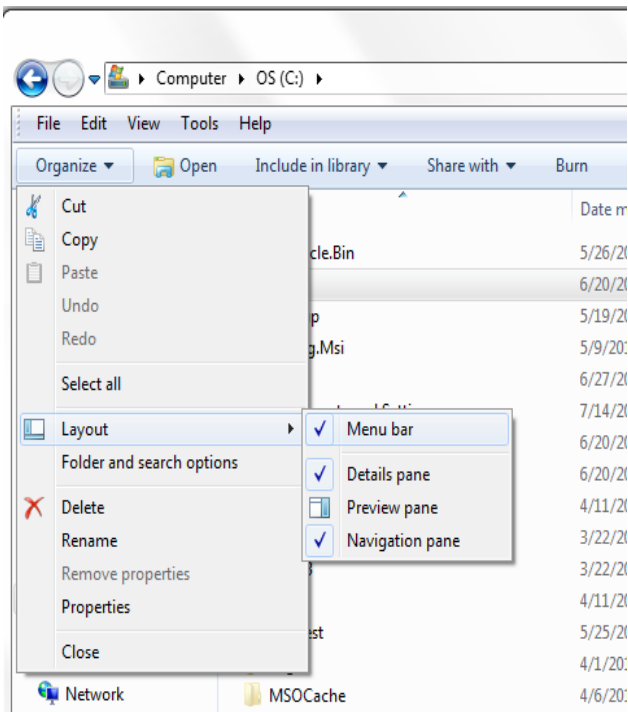 Computer OS (C:)
File Edit View Tools Help
Organize Open Include in library Share with Burn
Cut
Date m
Copy
cle.Bin 5/26/20
Paste
6/20/20
Undo
p 5/19/20
Redo
g.Msi 5/9/201
Select all
6/27/20
7/14/20
Layout
Menu bar
6/20/20
Folder and search options
Details pane
6/20/20
Delete
Preview pane
4/11/20
Rename
Navigation pane
3/22/20
Remove properties
3/22/20
Properties
4/11/20
est 5/25/20
Close
4/1/201
Network
MSOCache 4/6/201